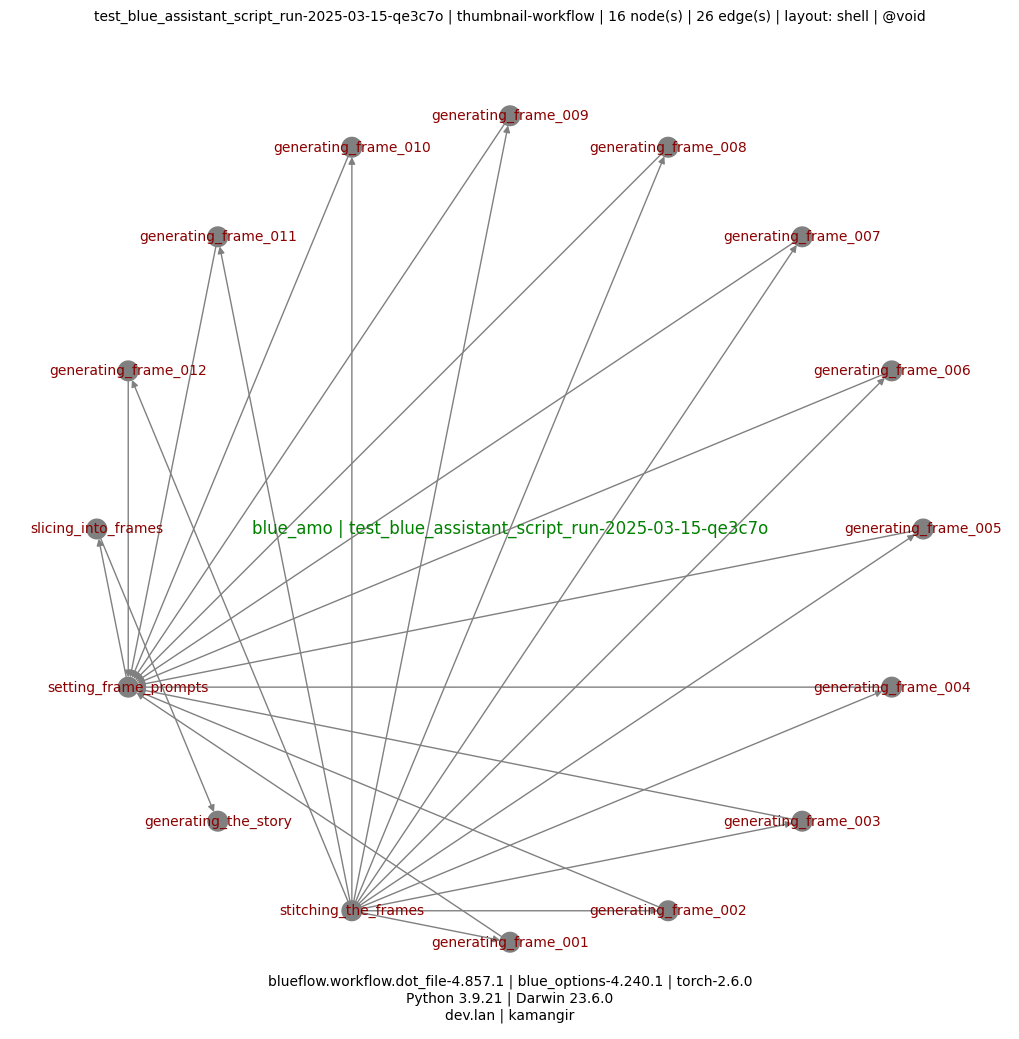 test_blue_assistant_script_run-2025-03-15-qe3c7o | thumbnail-workflow | 16 node(s) | 26 edge(s) | layout: shell | @void
generating_frame_009
generating_frame_010
generating_frame_008
generating_frame_011
generating_frame_007
generating_frame_012
generating_frame_006
slicing_into_frames
blue_amo | test_blue_assistant_script_run-2025-03-15-qe3c7o
generating_frame_005
setting_frame_prompts
generating_frame_004
generating_the_story
generating_frame_003
stitching_the_frames
generating_frame_002
generating_frame_001
blueflow.workflow.dot_file-4.857.1 | blue_options-4.240.1 | torch-2.6.0
Python 3.9.21 | Darwin 23.6.0
dev.lan | kamangir